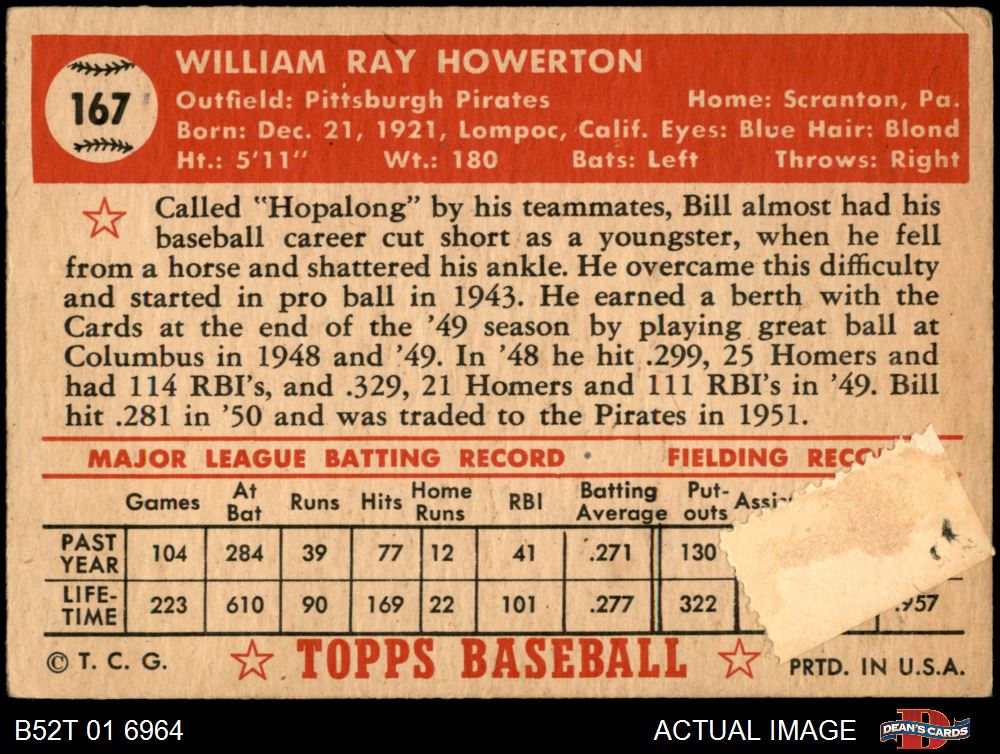 167
WILLIAM RAY HOWERTON
Outfield: Pittsburgh Pirates Home: Scranton, Pa.
Born: Dec. 21, 1921, Lompoc, Calif. Eyes: Blue Hair: Blond
Ht.: 5'11" Wt.: 180 Bats: Left Throws: Right
Called "Hopalong" by his teammates, Bill almost had his
baseball career cut short as a youngster, when he fell
from a horse and shattered his ankle. He overcame this difficulty
and started in pro ball in 1943. He earned a berth with the
Cards at the end of the '49 season by playing great ball at
Columbus in 1948 and '49. In '48 he hit .299, 25 Homers and
had 114 RBI's, and .329, 21 Homers and 111 RBI's in '49. Bill
hit .281 in '50 and was traded to the Pirates in 1951.
MAJOR LEAGUE BATTING RECORD • FIELDING
Games At Bat Runs Hits Home Runs RBI Batting Average Put-outs
PAST YEAR 104 284 39 77 12 41 .271 130
LIFE-TIME 223 610 90 169 22 101 .277 322 .957
© T. C. G. TOPPS BASEBALL PRTD. IN U.S.A.
B52T 01 6964 ACTUAL IMAGE DEAN'S CARDS